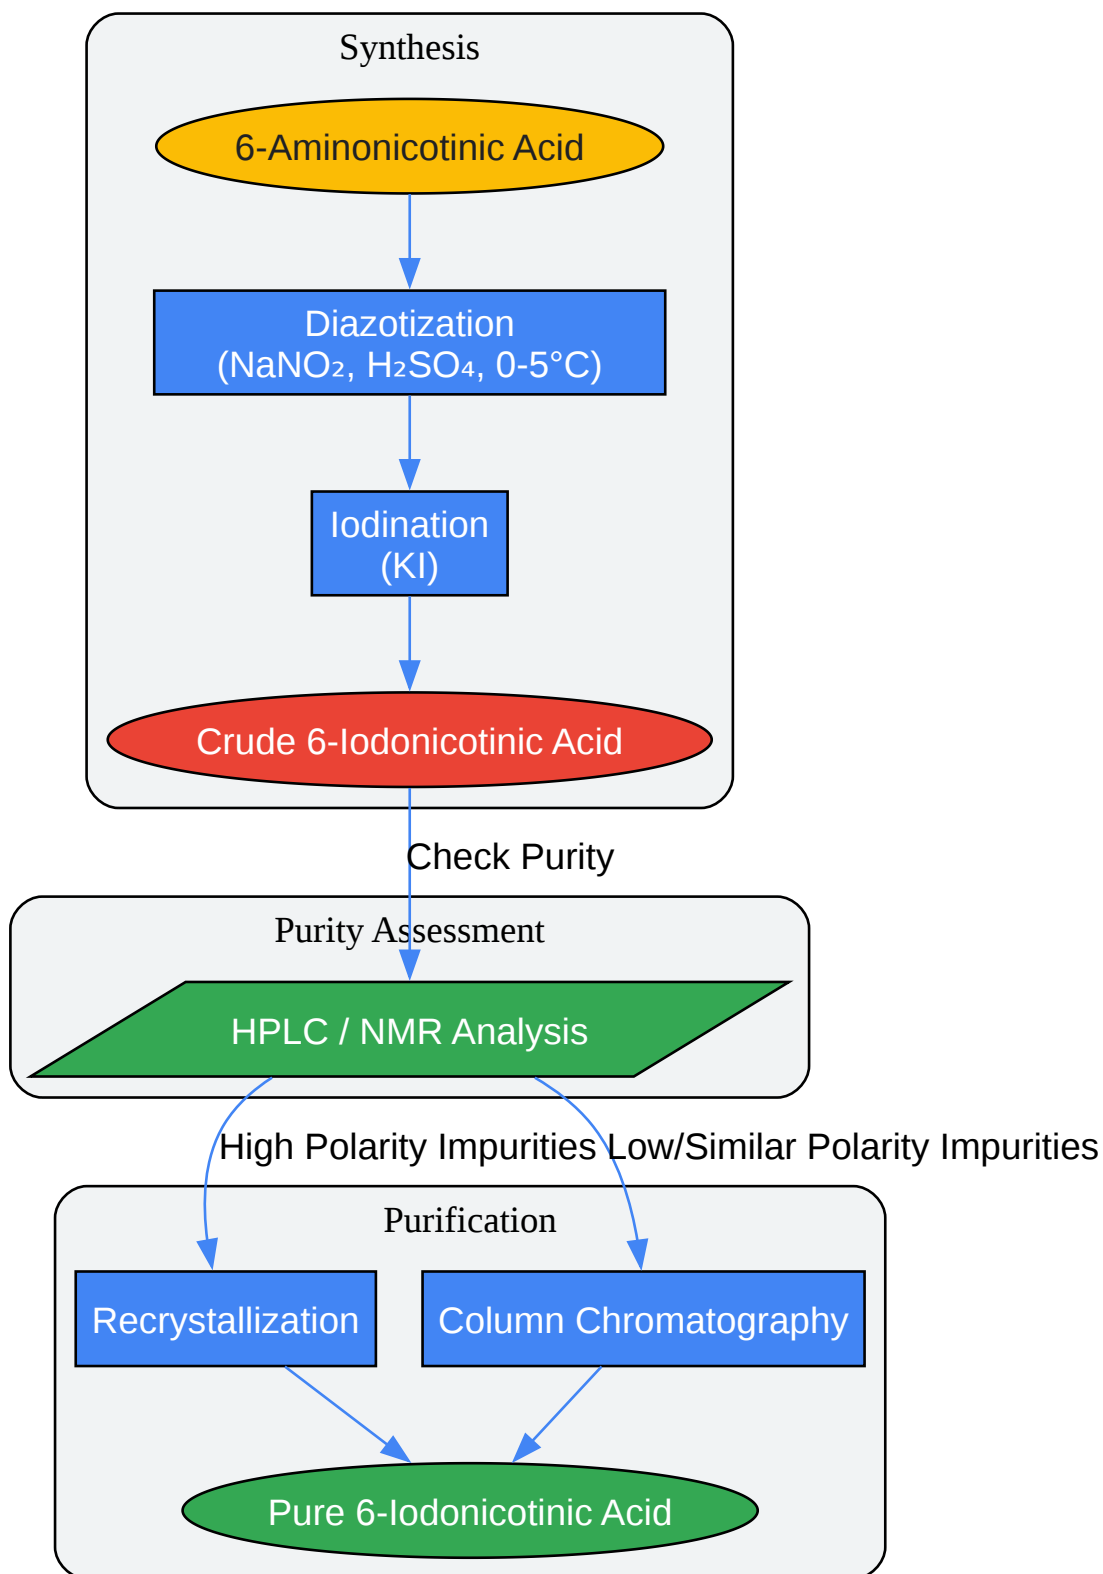 Synthesis
6-Aminonicotinic Acid
Diazotization
(NaNO₂, H₂SO₄, 0-5°C)
Iodination
(KI)
Crude 6-Iodonicotinic Acid
Check Purity
Purity Assessment
HPLC / NMR Analysis
High Polarity Impurities
Low/Similar Polarity Impurities
Purification
Recrystallization
Column Chromatography
Pure 6-Iodonicotinic Acid